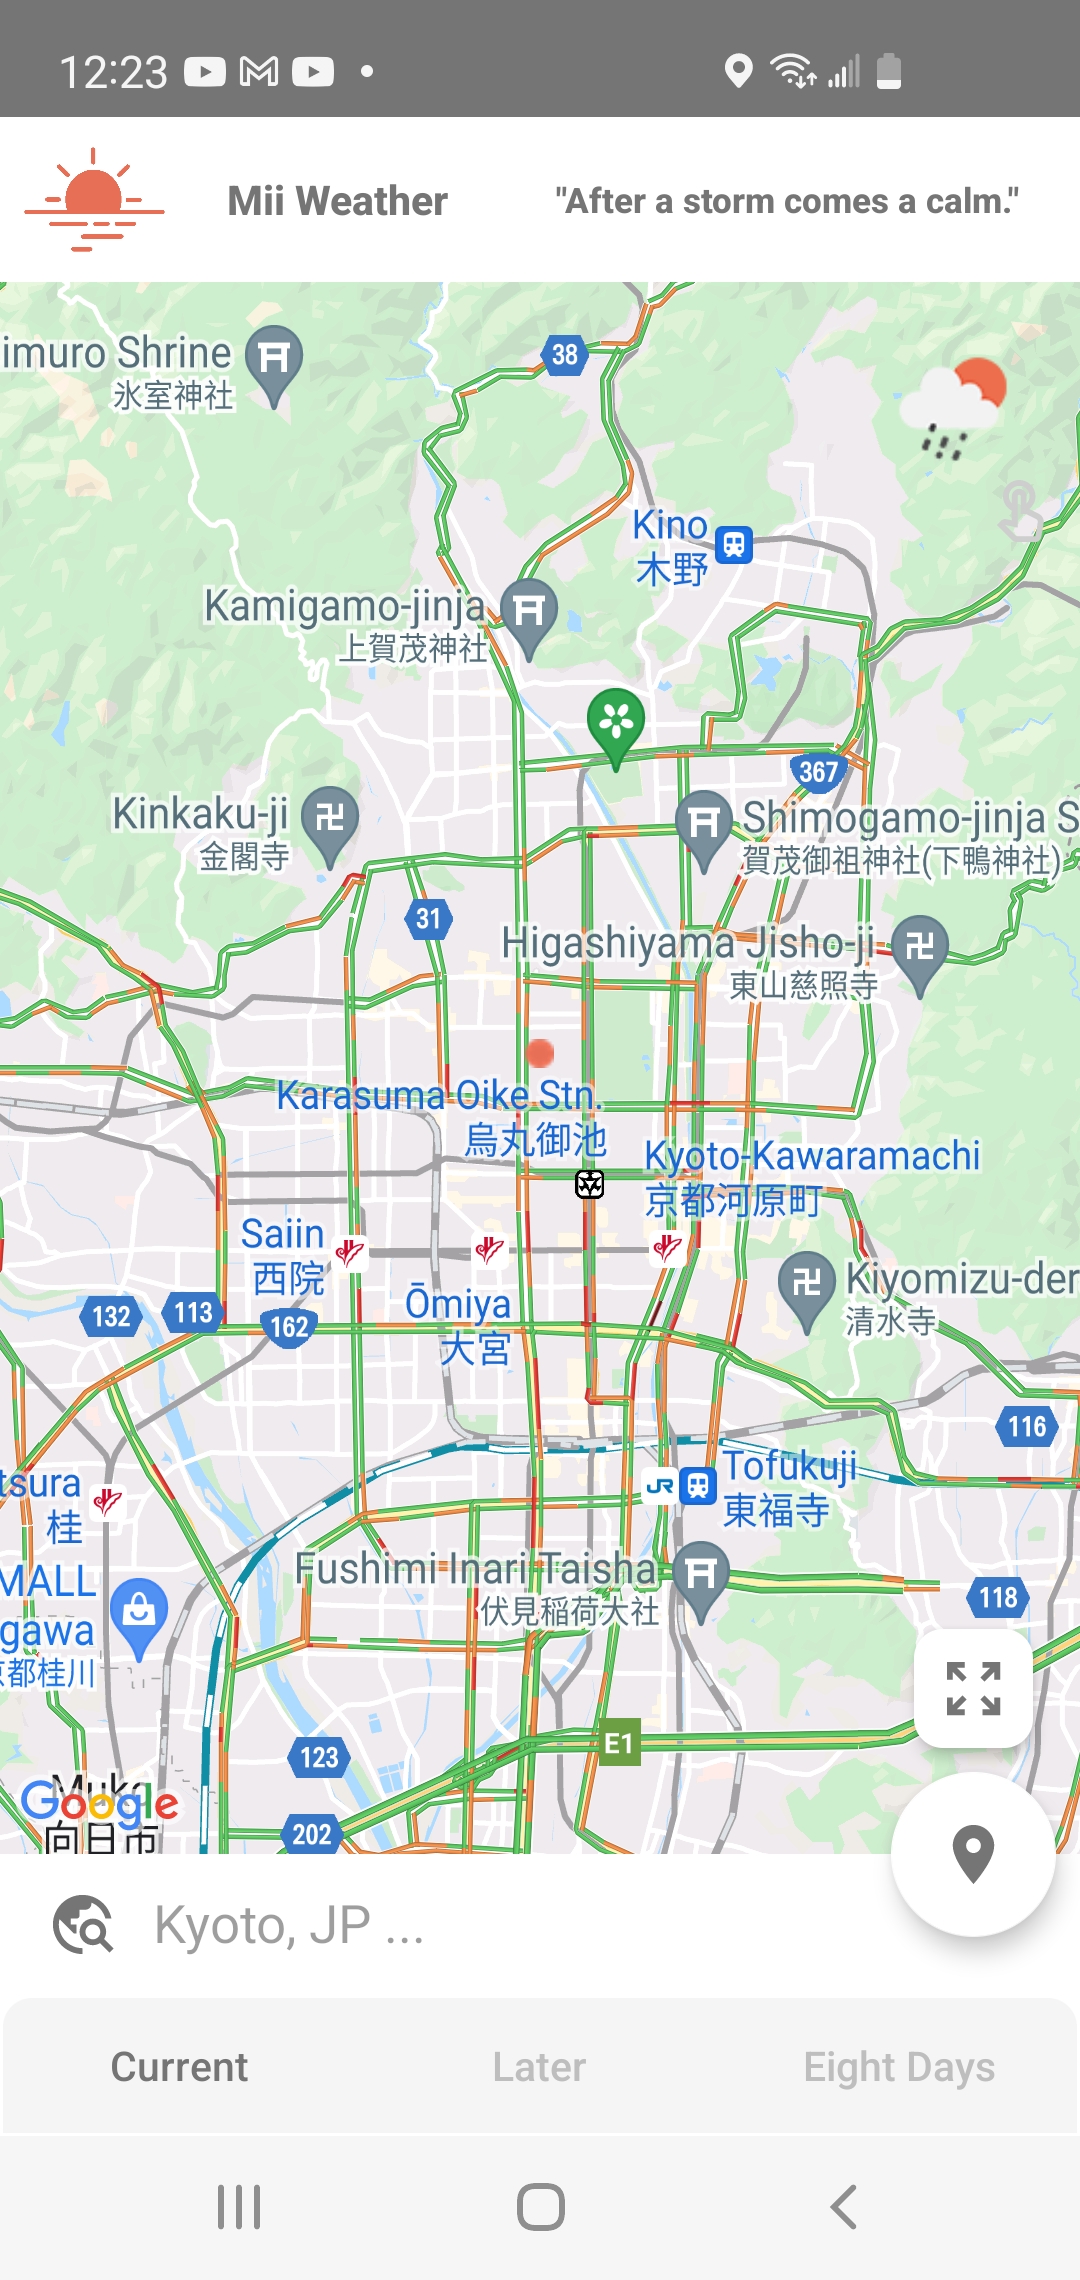 12:23
Mii Weather
"After a storm comes a calm."
imuro Shrine
氷室神社
38
Kino
木野
Kamigamo-jinja
上賀茂神社
367
Kinkaku-ji
金閣寺
Shimogamo-jinja S
賀茂御祖神社(下鴨神社)
31
Higashiyama Jisho-ji
東山慈照寺
Karasuma Oike Stn.
烏丸御池
Kyoto-Kawaramachi
京都河原町
Saiin
西院
Kiyomizu-der
清水寺
Ōmiya
大宮
132
113
162
116
tsura
桂
JR
Tofukuji
東福寺
MALL
gawa
京都桂川
Fushimi Inari Taisha
伏見稲荷大社
118
E1
123
Google
向日市
202
Kyoto, JP ...
Current
Later
Eight Days